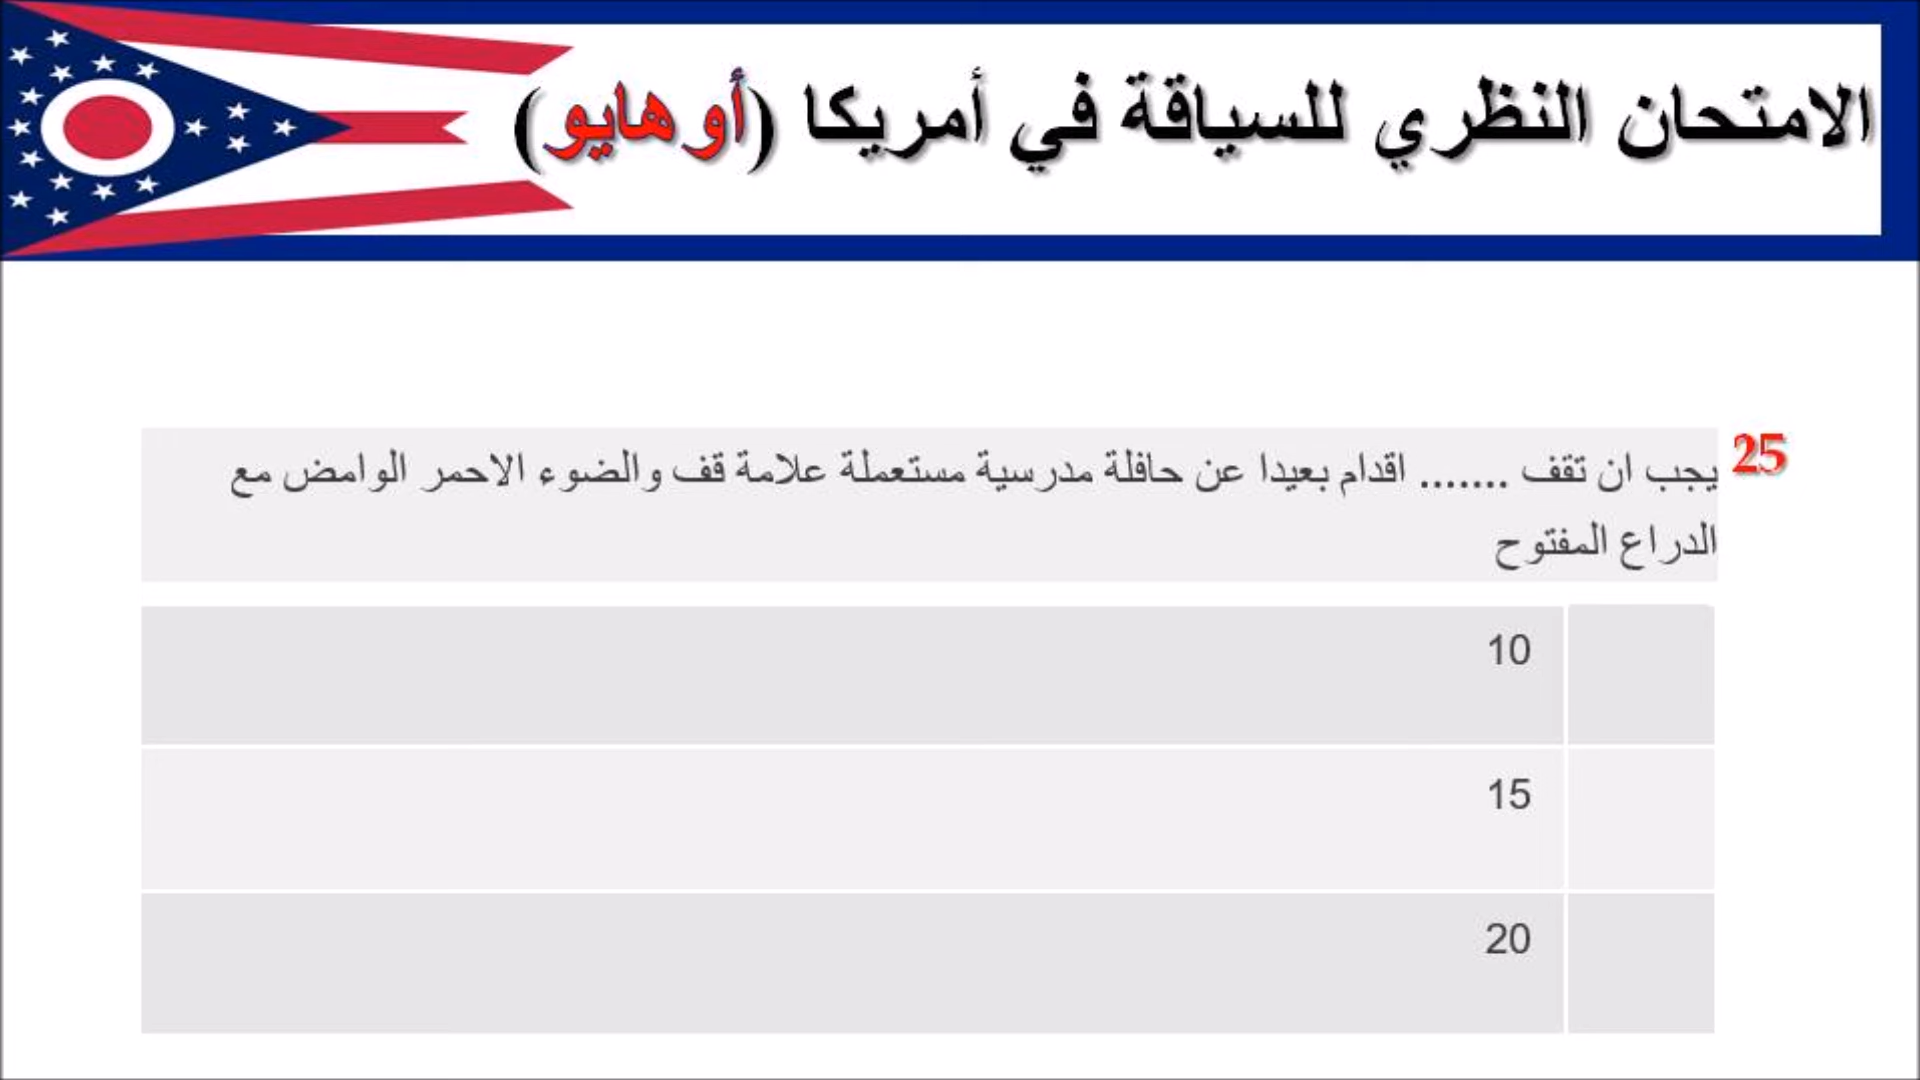 الامتحان النظري للسياقة في أمريكا (أوهايو)
25
يجب ان تقف ....... اقدام بعيدا عن حافلة مدرسية مستعملة علامة قف والضوء الاحمر الوامض مع
الدراع المفتوح
10
15
20